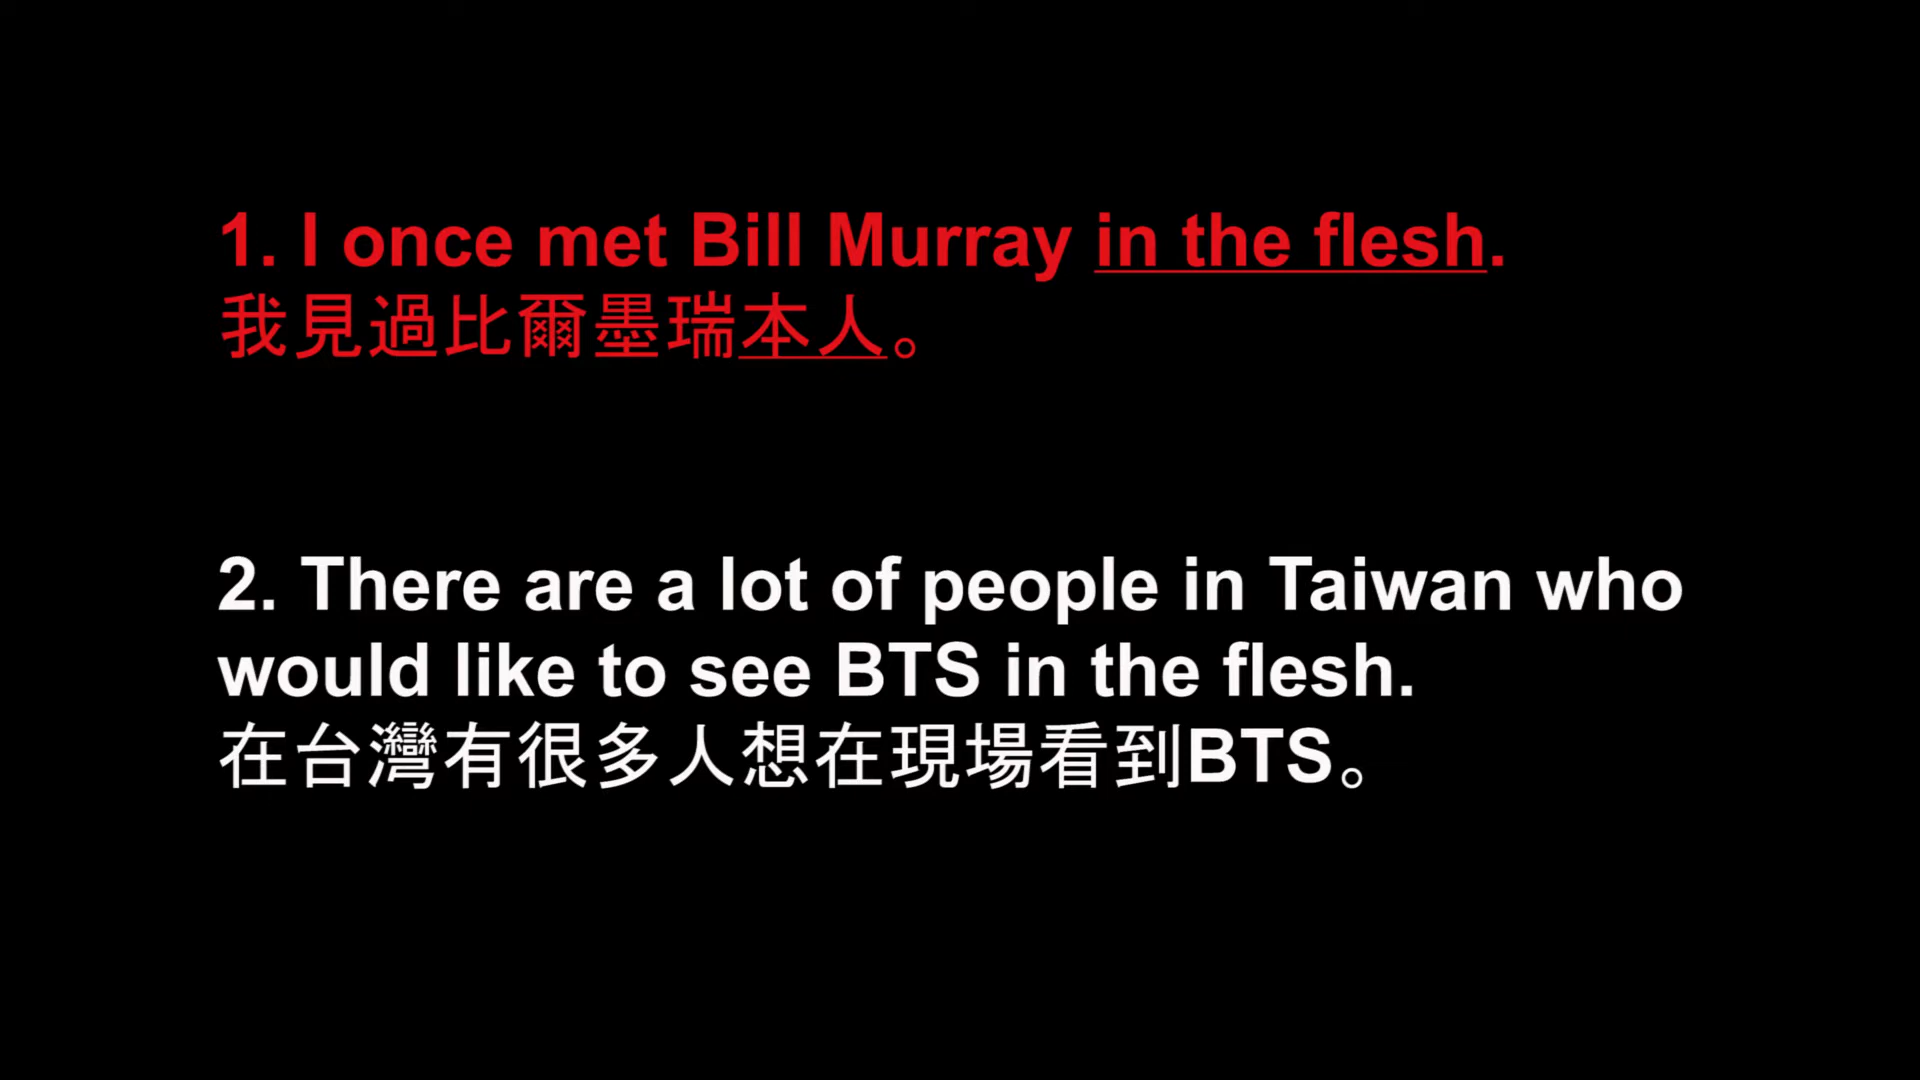 1. I once met Bill Murray in the flesh.
我見過比爾墨瑞本人。
2. There are a lot of people in Taiwan who
would like to see BTS in the flesh.
在台灣有很多人想在現場看到BTS。